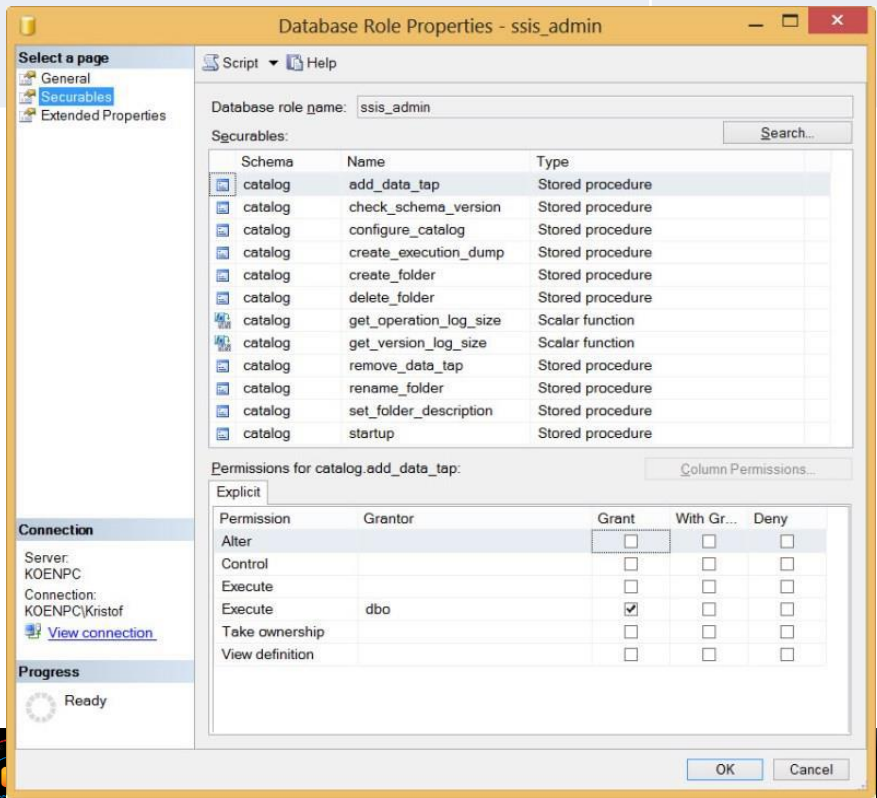 Database Role Properties - ssis_admin
Select a page
General
Securables
Extended Properties
Script Help
Database role name: ssis_admin
Securables:
Search...
Schema Name Type
catalog add_data_tap Stored procedure
catalog check_schema_version Stored procedure
catalog configure_catalog Stored procedure
catalog create_execution_dump Stored procedure
catalog create_folder Stored procedure
catalog delete_folder Stored procedure
catalog get_operation_log_size Scalar function
catalog get_version_log_size Scalar function
catalog remove_data_tap Stored procedure
catalog rename_folder Stored procedure
catalog set_folder_description Stored procedure
catalog startup Stored procedure
Permissions for catalog.add_data_tap:
Column Permissions...
Explicit
Permission Grantor Grant With Gr... Deny
Alter
Control
Execute
Execute dbo
Take ownership
View definition
Connection
Server:
KOENPC
Connection:
KOENPC\Kristof
View connection
Progress
Ready
OK Cancel